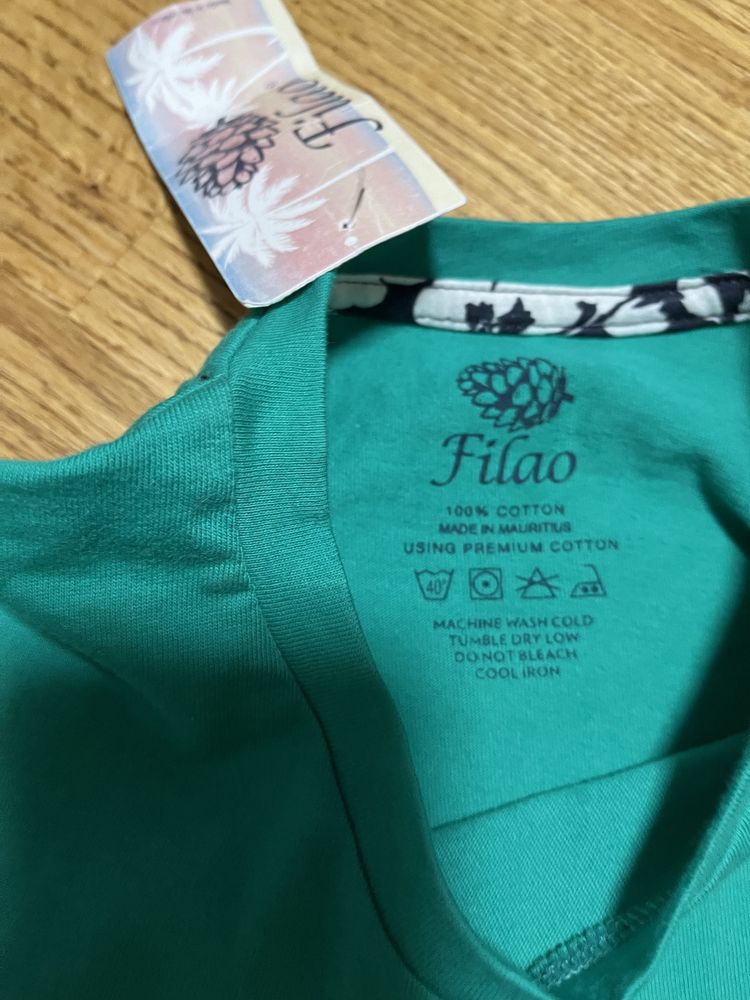 Filao
®
Filao
100% COTTON
MADE IN MAURITIUS
USING PREMIUM COTTON
40°
MACHINE WASH COLD
TUMBLE DRY LOW
DO NOT BLEACH
COOL IRON